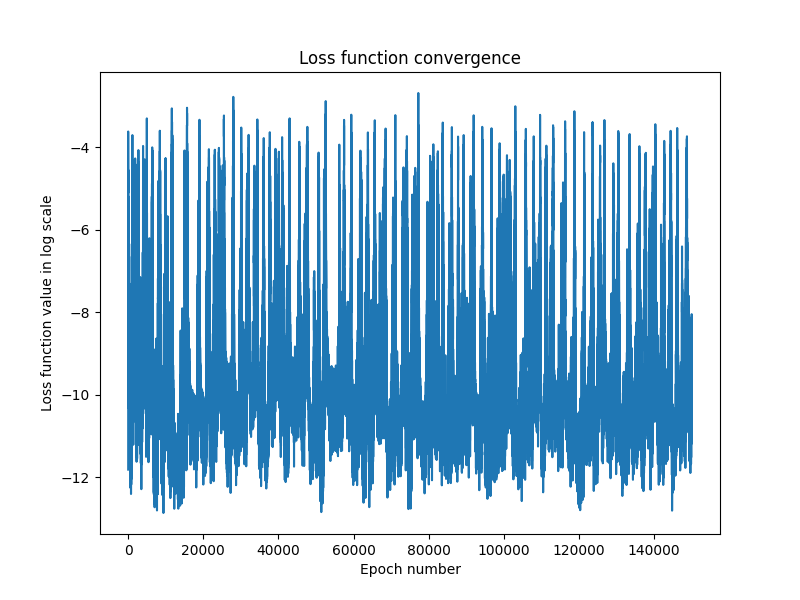 Loss function convergence
Loss function value in log scale
−4
−6
−8
−10
−12
0 20000 40000 60000 80000 100000 120000 140000
Epoch number